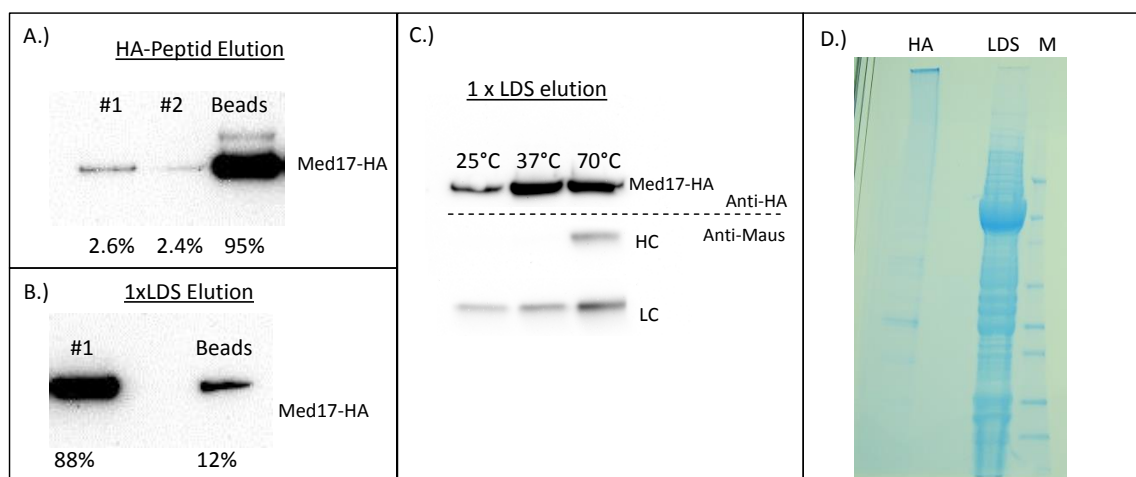 A.)
HA-Peptid Elution
#1 #2 Beads
Med17-HA
2.6% 2.4% 95%
B.)
1xLDS Elution
#1 Beads
Med17-HA
88% 12%
C.)
1 x LDS elution
25°C 37°C 70°C
Med17-HA
Anti-HA
Anti-Maus
HC
LC
D.)
HA LDS M